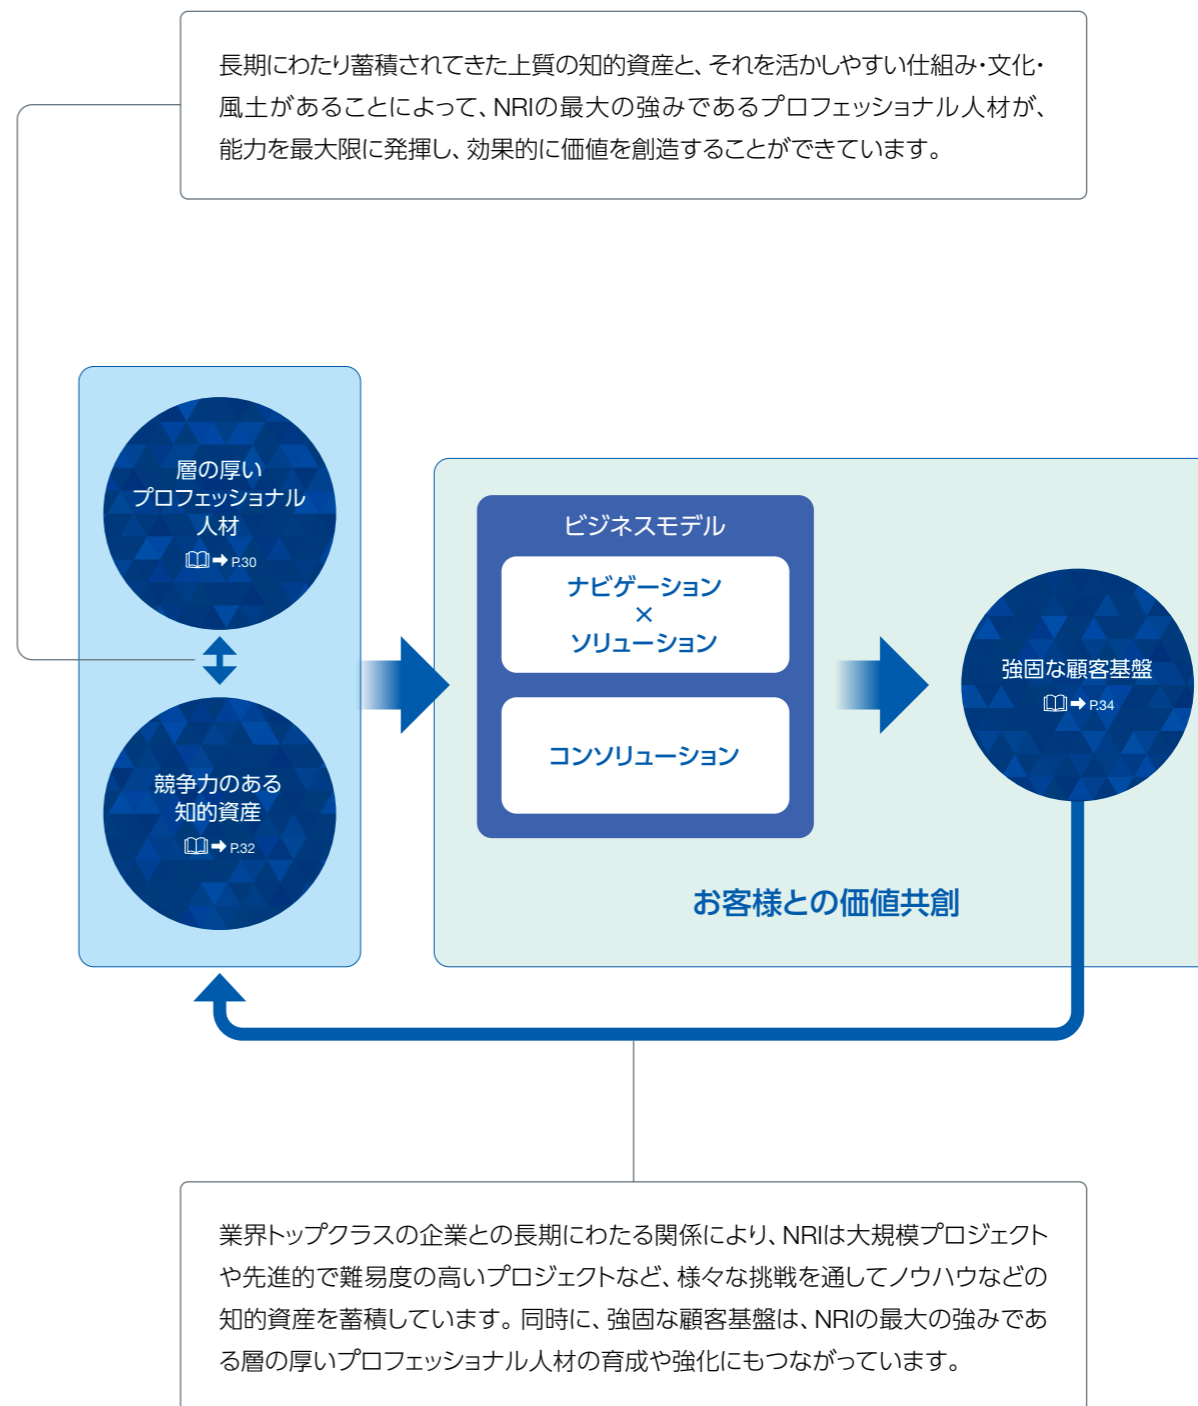 長期にわたり蓄積されてきた上質の知的資産と、それを活かしやすい仕組み・文化・
風土があることによって、NRIの最大の強みであるプロフェッショナル人材が、
能力を最大限に発揮し、効果的に価値を創造することができています。
層の厚い
プロフェッショナル
人材
P.30
競争力のある
知的資産
P.32
ビジネスモデル
ナビゲーション
×
ソリューション
コンソリューション
強固な顧客基盤
P.34
お客様との価値共創
業界トップクラスの企業との長期にわたる関係により、NRIは大規模プロジェクト
や先進的で難易度の高いプロジェクトなど、様々な挑戦を通してノウハウなどの
知的資産を蓄積しています。同時に、強固な顧客基盤は、NRIの最大の強みであ
る層の厚いプロフェッショナル人材の育成や強化にもつながっています。